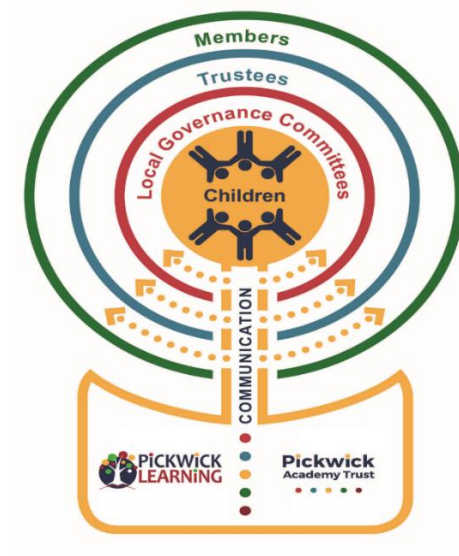 Members
Trustees
Local Governance Committees
Children
COMMUNICATION
PiCKWiCK
LEARNiNG
Pickwick
Academy Trust